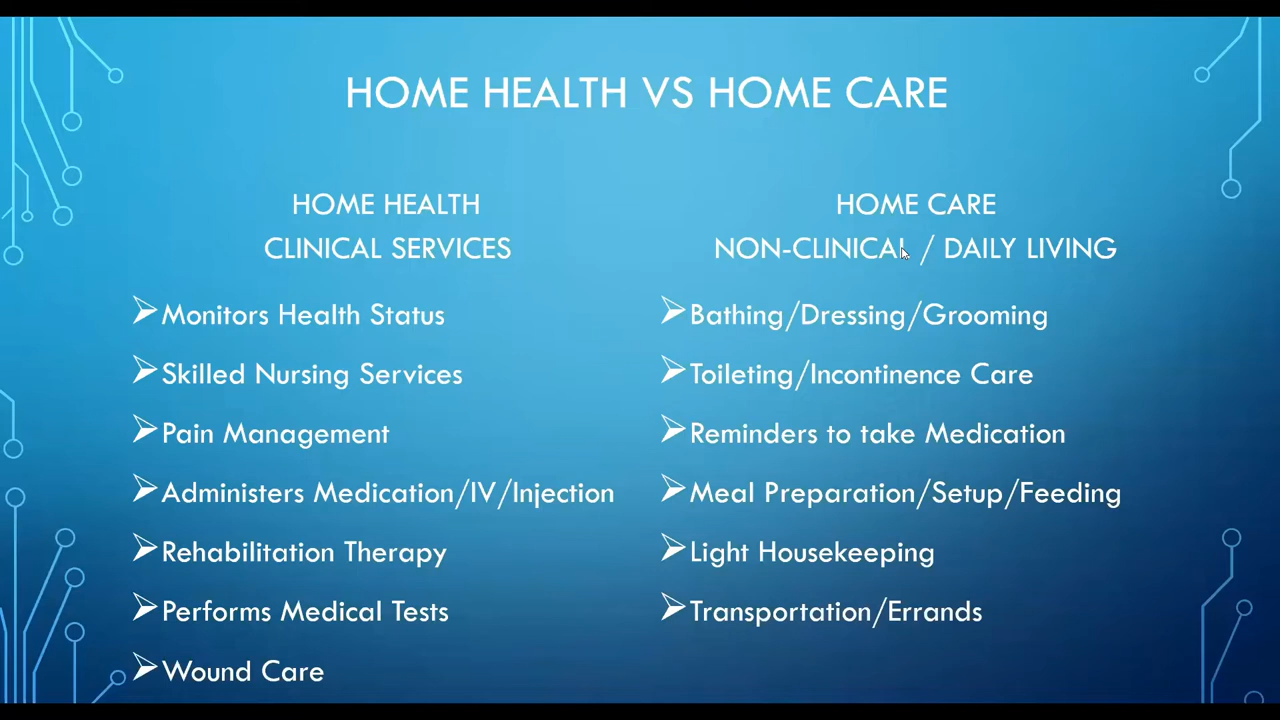 HOME HEALTH VS HOME CARE
HOME HEALTH
CLINICAL SERVICES
Monitors Health Status
Skilled Nursing Services
Pain Management
Administers Medication/IV/Injection
Rehabilitation Therapy
Performs Medical Tests
Wound Care
HOME CARE
NON-CLINICAL / DAILY LIVING
Bathing/Dressing/Grooming
Toileting/Incontinence Care
Reminders to take Medication
Meal Preparation/Setup/Feeding
Light Housekeeping
Transportation/Errands